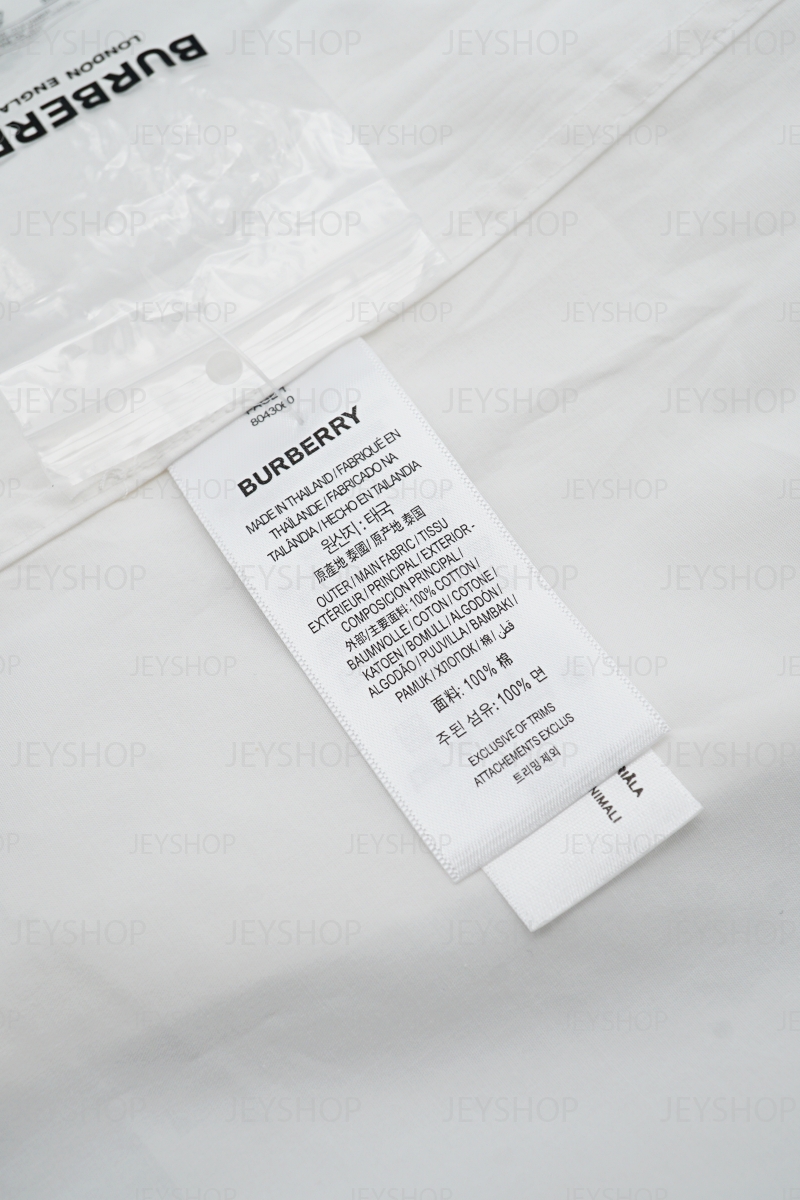 BURBERRY
LONDON ENGLA
BURBERRY
MADE IN THAILAND / FABRIQUÉ EN
THAÏLANDE / FABRICADO NA
TAILÂNDIA / HECHO EN TAILANDIA
원산지 : 태국
原產地 泰國 / 原产地 泰国
OUTER / MAIN FABRIC / TISSU
EXTÉRIEUR / PRINCIPAL / EXTERIOR -
COMPOSICION PRINCIPAL /
外部/主要面料: 100% COTTON /
BAUMWOLLE / COTON / COTONE /
KATOEN / BOMULL / ALGODÓN /
ALGODÃO / PUUVILLA / BAMBAKI /
PAMUK / ХЛОПОК / 棉 / قطن
面料: 100% 棉
주된 섬유: 100% 면
EXCLUSIVE OF TRIMS
ATTACHEMENTS EXCLUS
트리밍 제외
RIÄLA
NIMALI
JEYSHOP